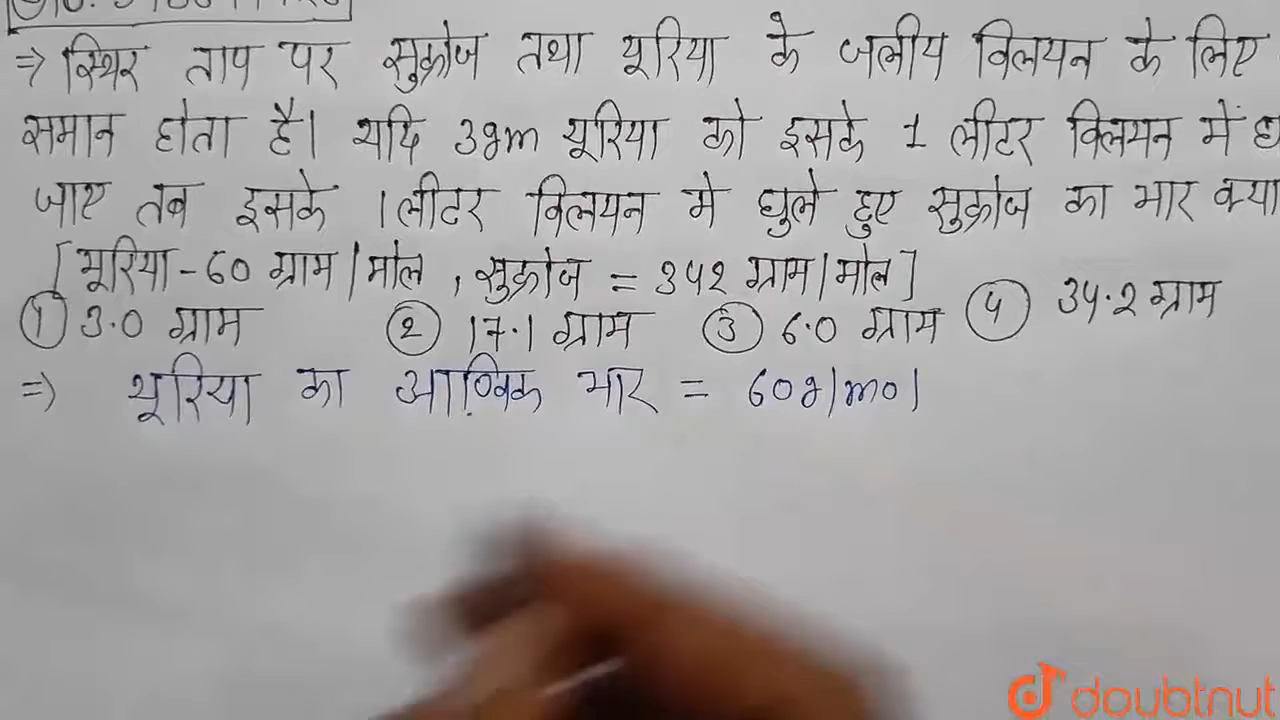 ⇒ स्थिर ताप पर सुक्रोज तथा यूरिया के जलीय विलयन के लिए
समान होता है। यदि 3gm यूरिया को इसके 1 लीटर विलयन में
जाए तब इसके 1लीटर विलयन मे घुले हुए सुक्रोज का भार क्या
[यूरिया - 60 ग्राम/मोल , सुक्रोज = 342 ग्राम/मोल]
① 3.0 ग्राम ② 17.1 ग्राम ③ 6.0 ग्राम ④ 34.2 ग्राम
⇒ यूरिया का आण्विक भार = 60g/mol
doubtnut